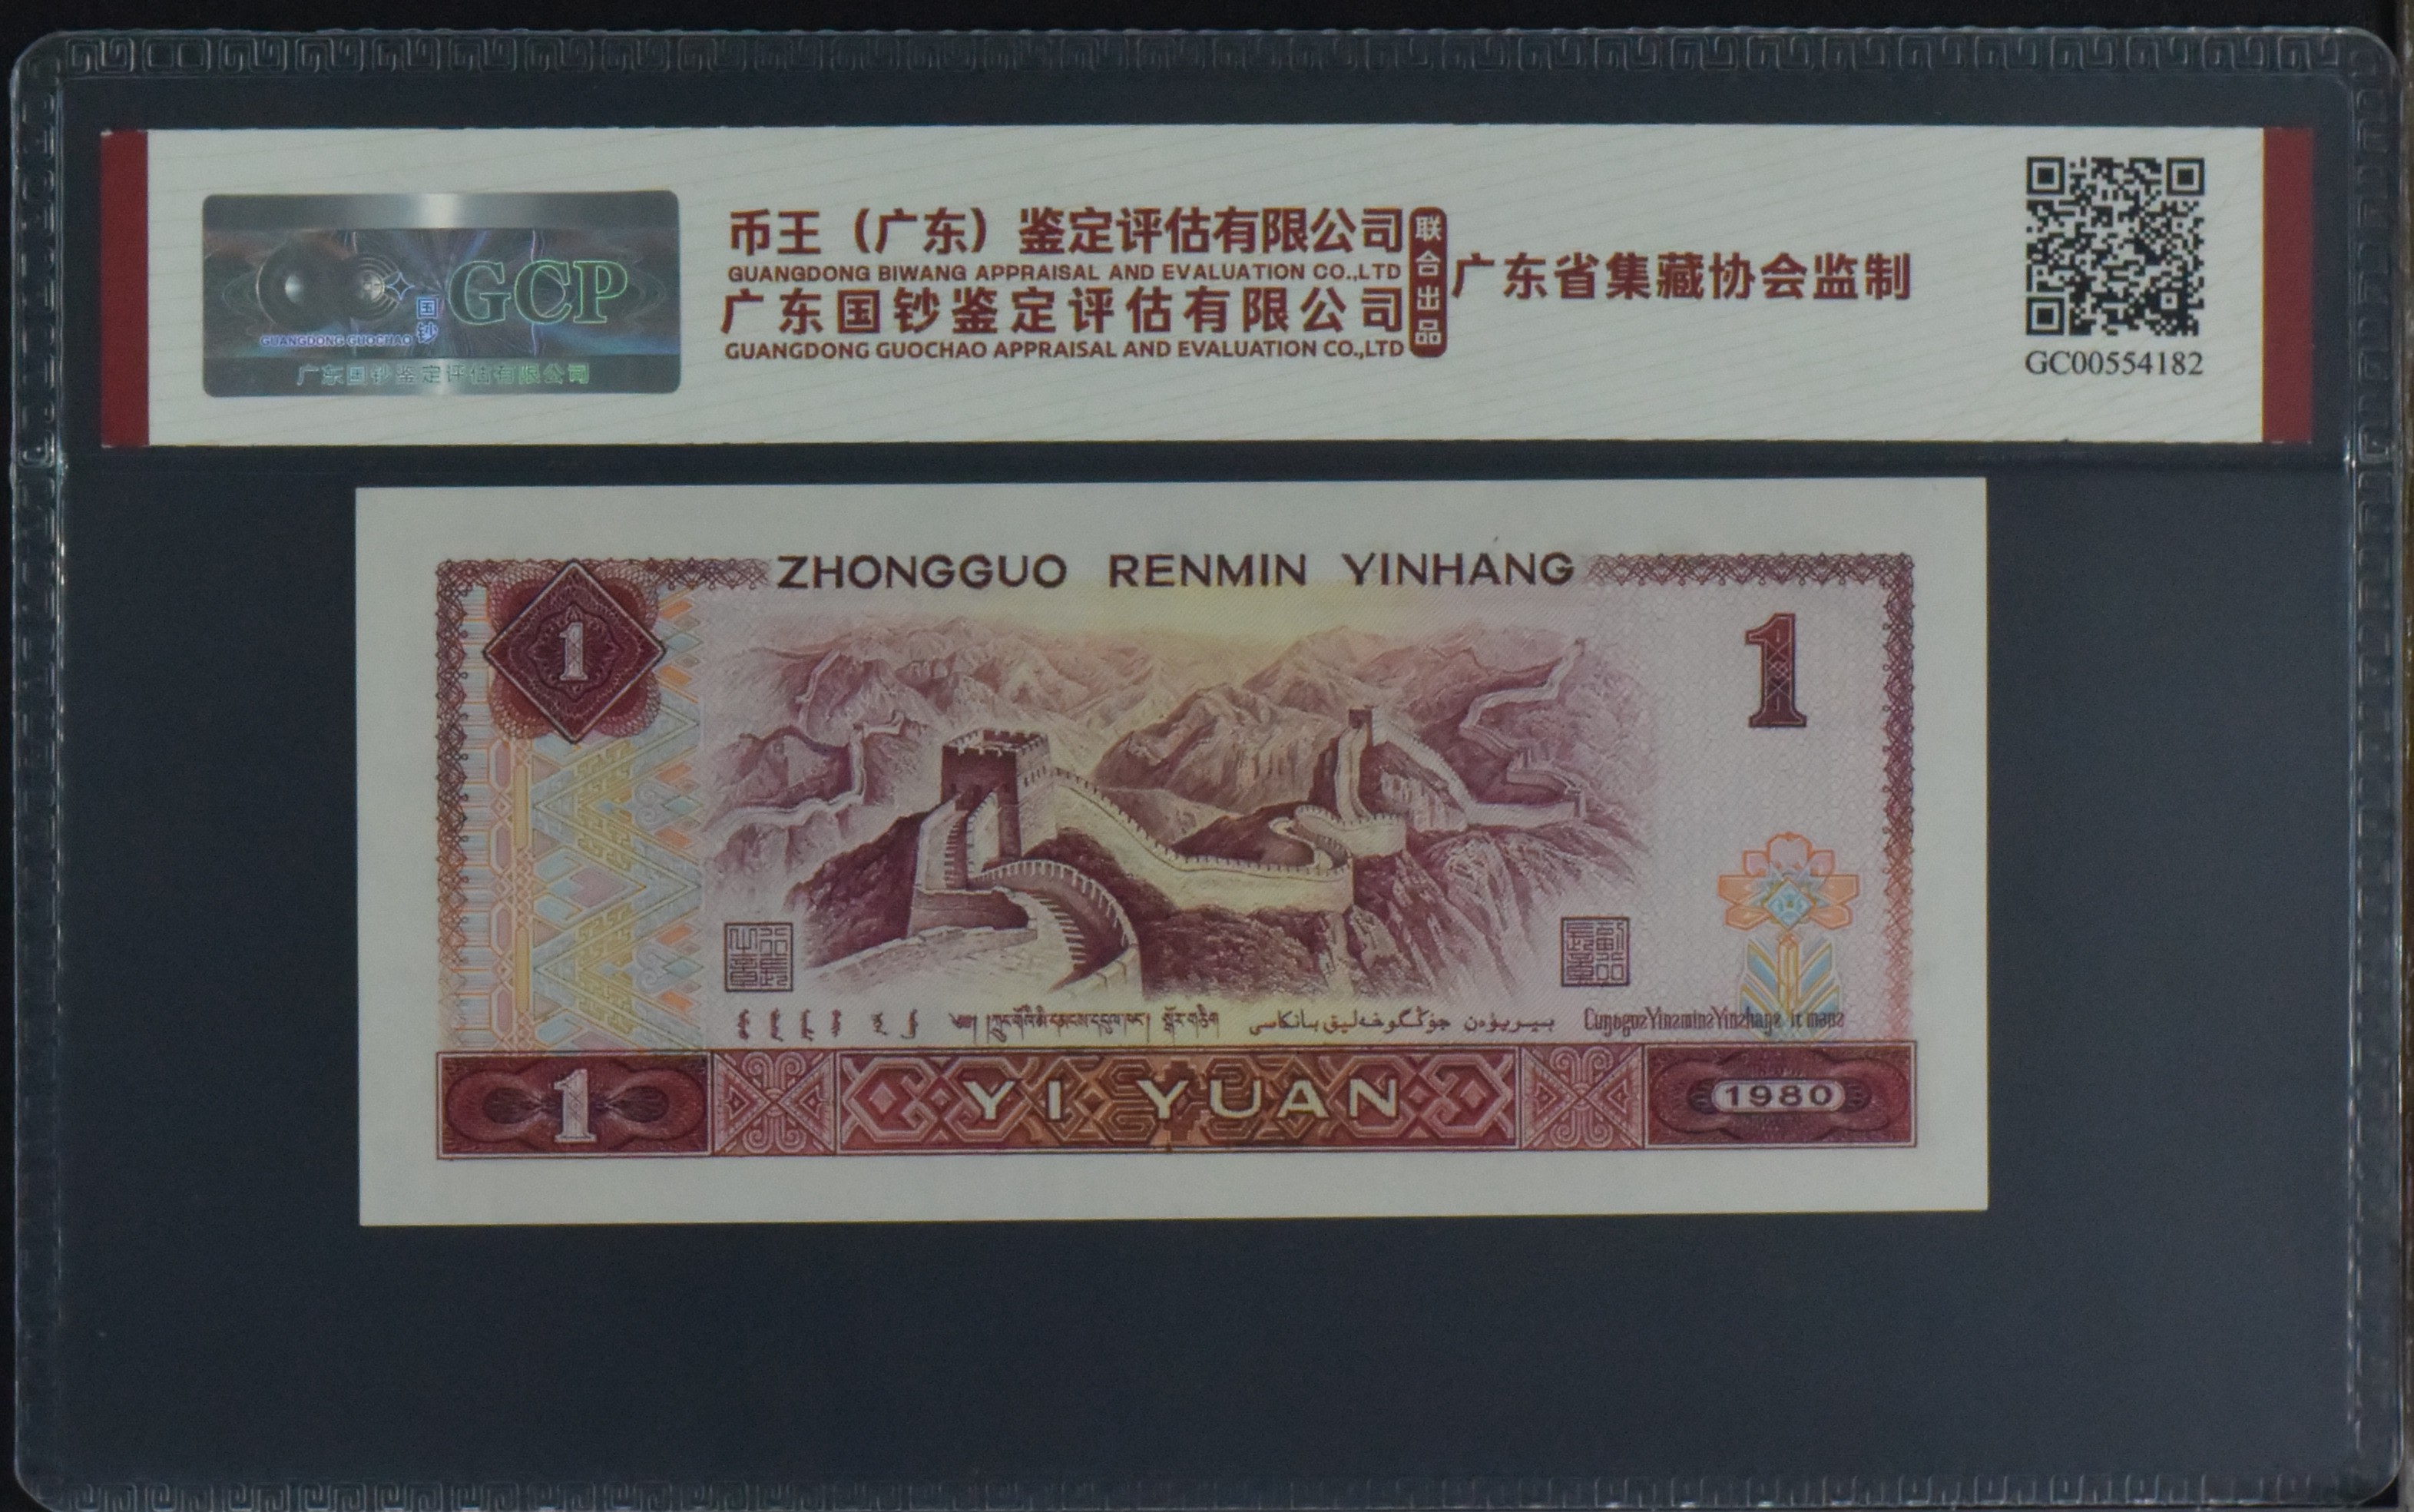 GCP
国钞
GUANGDONG GUOCHAO
广东国钞鉴定评估有限公司
币王（广东）鉴定评估有限公司
GUANGDONG BIWANG APPRAISAL AND EVALUATION CO.,LTD
广东国钞鉴定评估有限公司
GUANGDONG GUOCHAO APPRAISAL AND EVALUATION CO.,LTD
联合出品
广东省集藏协会监制
GC00554182
ZHONGGUO RENMIN YINHANG
1
1
1
YI YUAN
1980